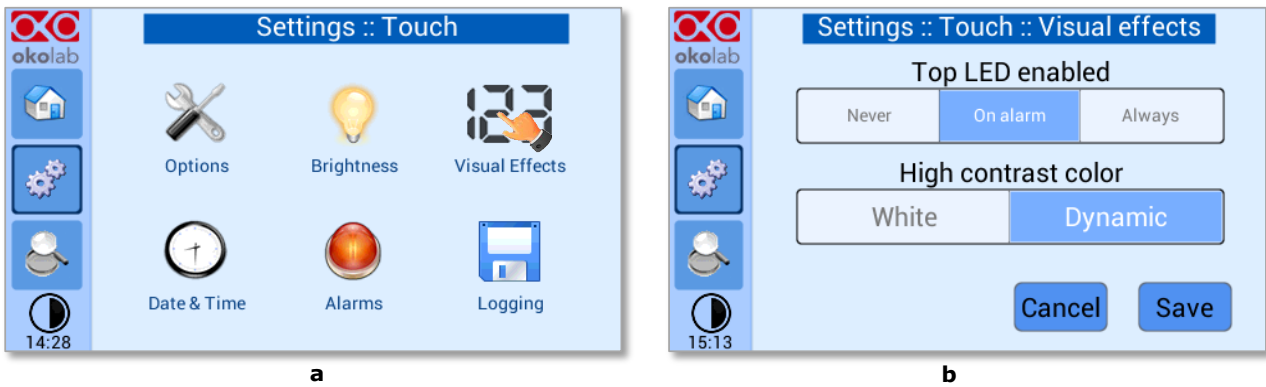 okolab
Settings :: Touch
123
Options
Brightness
Visual Effects
Date & Time
Alarms
Logging
14:28
a
okolab
Settings :: Touch :: Visual effects
Top LED enabled
Never
On alarm
Always
High contrast color
White
Dynamic
Cancel
Save
15:13
b